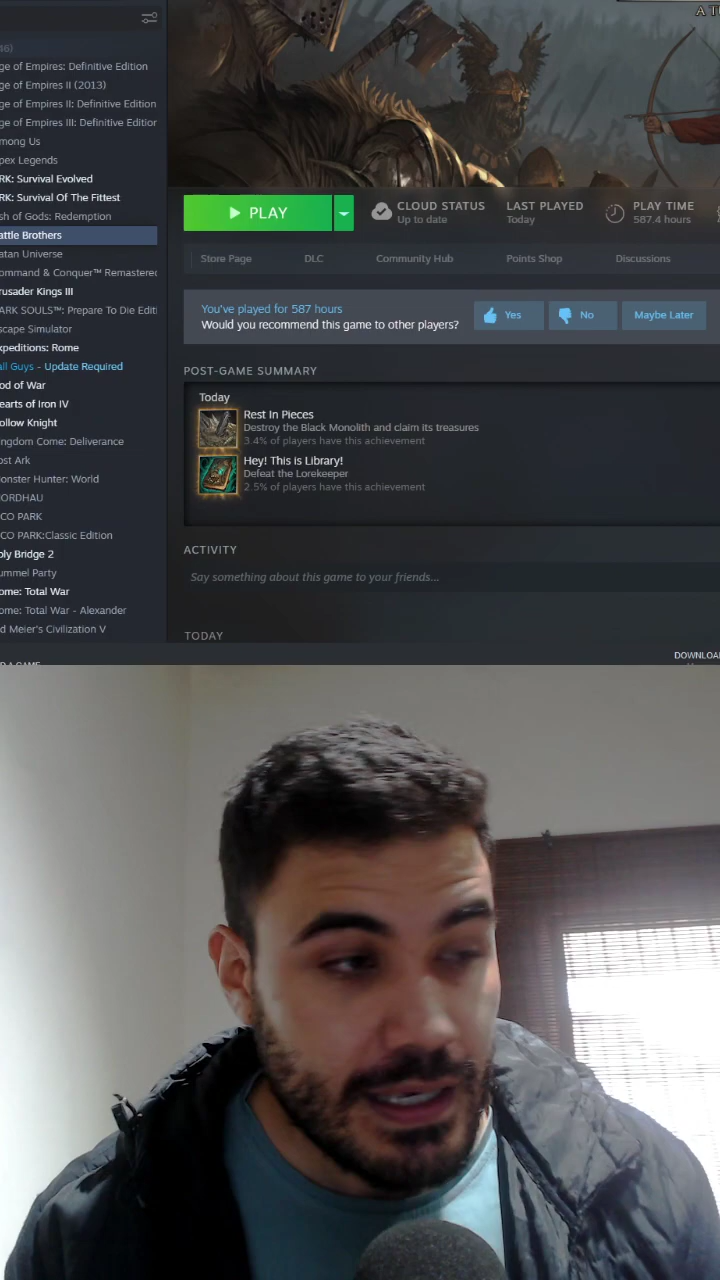 A TU
46)
ge of Empires: Definitive Edition
ge of Empires II (2013)
ge of Empires II: Definitive Edition
ge of Empires III: Definitive Edition
mong Us
pex Legends
RK: Survival Evolved
RK: Survival Of The Fittest
sh of Gods: Redemption
attle Brothers
atan Universe
ommand & Conquer™ Remastered
rusader Kings III
ARK SOULS™: Prepare To Die Editi
scape Simulator
xpeditions: Rome
all Guys - Update Required
od of War
earts of Iron IV
ollow Knight
ngdom Come: Deliverance
ost Ark
onster Hunter: World
ORDHAU
CO PARK
CO PARK:Classic Edition
oly Bridge 2
ummel Party
ome: Total War
ome: Total War - Alexander
d Meier's Civilization V
D A GAME
PLAY
CLOUD STATUS
Up to date
LAST PLAYED
Today
PLAY TIME
587.4 hours
Store Page
DLC
Community Hub
Points Shop
Discussions
You've played for 587 hours
Would you recommend this game to other players?
Yes
No
Maybe Later
POST-GAME SUMMARY
Today
Rest In Pieces
Destroy the Black Monolith and claim its treasures
3.4% of players have this achievement
Hey! This is Library!
Defeat the Lorekeeper
2.5% of players have this achievement
ACTIVITY
Say something about this game to your friends...
TODAY
DOWNLOA